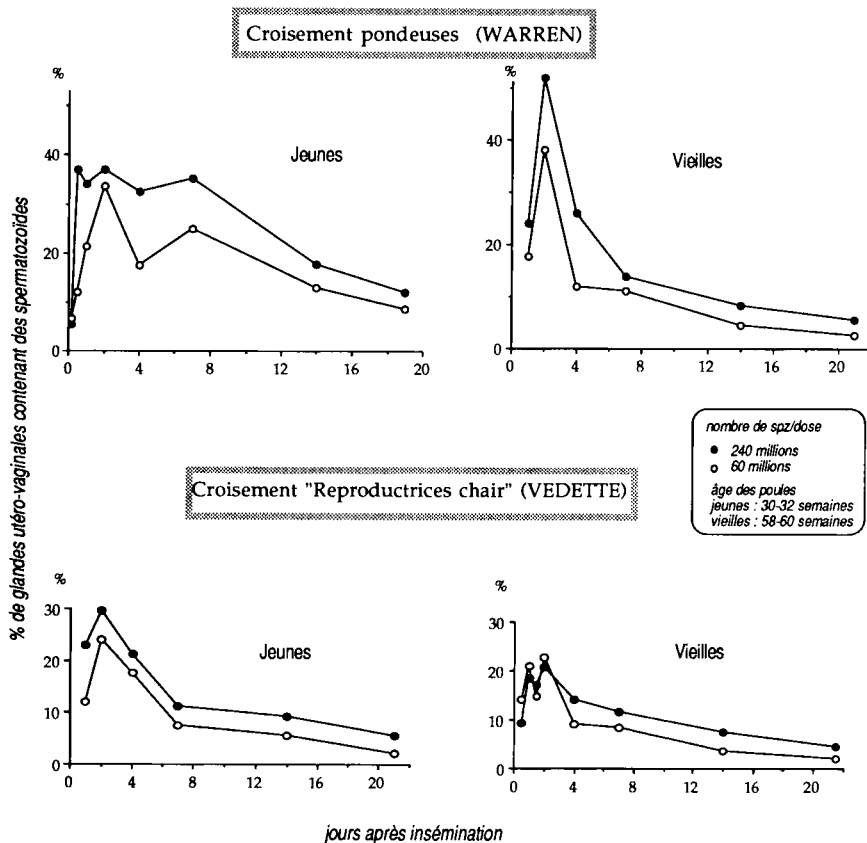 Croisement pondeuses (WARREN)
% de glandes utéro-vaginales contenant des spermatozoïdes
%
Jeunes
40
20
0
0 4 8 12 16 20
%
Vieilles
40
20
0
0 4 8 12 16 20
nombre de spz/dose
240 millions
60 millions
âge des poules
jeunes : 30-32 semaines
vieilles : 58-60 semaines
Croisement "Reproductrices chair" (VEDETTE)
%
Jeunes
30
20
10
0
0 4 8 12 16 20
%
Vieilles
30
20
10
0
0 4 8 12 16 20
jours après insémination